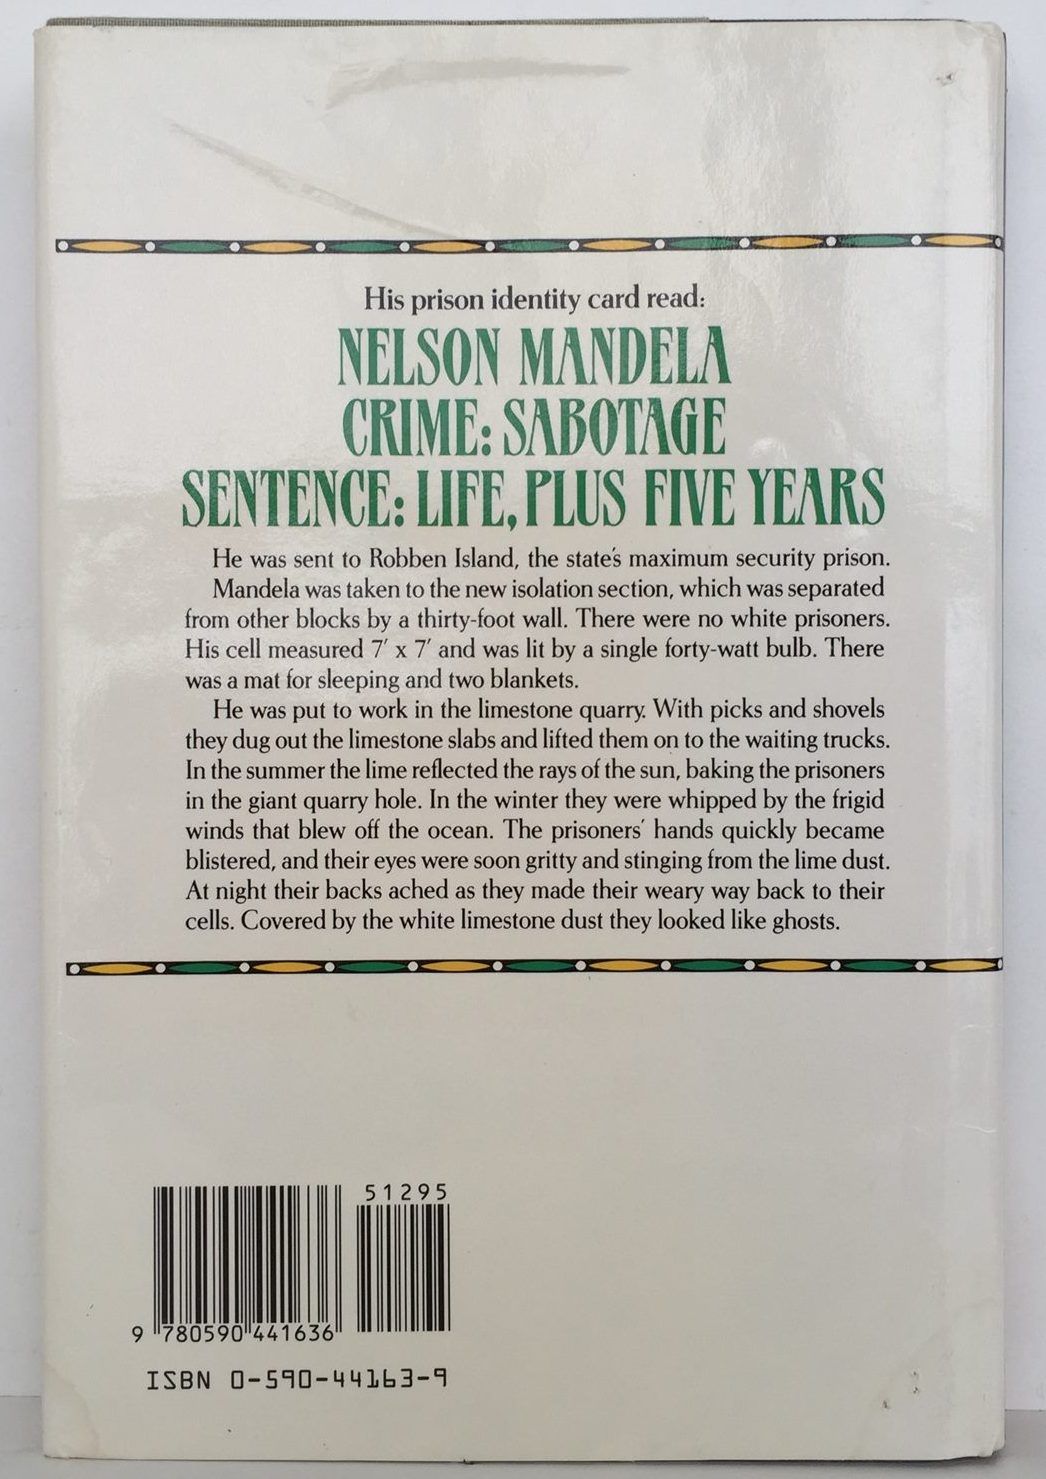 His prison identity card read:
NELSON MANDELA
CRIME: SABOTAGE
SENTENCE: LIFE, PLUS FIVE YEARS
He was sent to Robben Island, the state's maximum security prison.
Mandela was taken to the new isolation section, which was separated
from other blocks by a thirty-foot wall. There were no white prisoners.
His cell measured 7' x 7' and was lit by a single forty-watt bulb. There
was a mat for sleeping and two blankets.
He was put to work in the limestone quarry. With picks and shovels
they dug out the limestone slabs and lifted them on to the waiting trucks.
In the summer the lime reflected the rays of the sun, baking the prisoners
in the giant quarry hole. In the winter they were whipped by the frigid
winds that blew off the ocean. The prisoners' hands quickly became
blistered, and their eyes were soon gritty and stinging from the lime dust.
At night their backs ached as they made their weary way back to their
cells. Covered by the white limestone dust they looked like ghosts.
51295
9 780590 441636
ISBN 0-590-44163-9